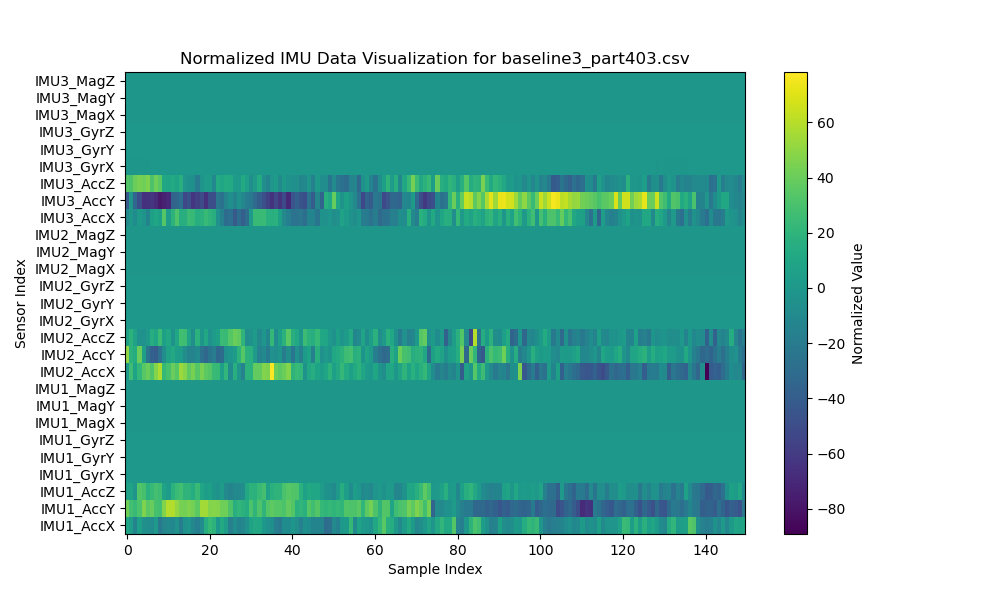 Normalized IMU Data Visualization for baseline3_part403.csv
IMU3_MagZ
IMU3_MagY
IMU3_MagX
IMU3_GyrZ
IMU3_GyrY
IMU3_GyrX
IMU3_AccZ
IMU3_AccY
IMU3_AccX
IMU2_MagZ
IMU2_MagY
IMU2_MagX
IMU2_GyrZ
IMU2_GyrY
IMU2_GyrX
IMU2_AccZ
IMU2_AccY
IMU2_AccX
IMU1_MagZ
IMU1_MagY
IMU1_MagX
IMU1_GyrZ
IMU1_GyrY
IMU1_GyrX
IMU1_AccZ
IMU1_AccY
IMU1_AccX
Sensor Index
0 20 40 60 80 100 120 140
Sample Index
60
40
20
0
−20
−40
−60
−80
Normalized Value